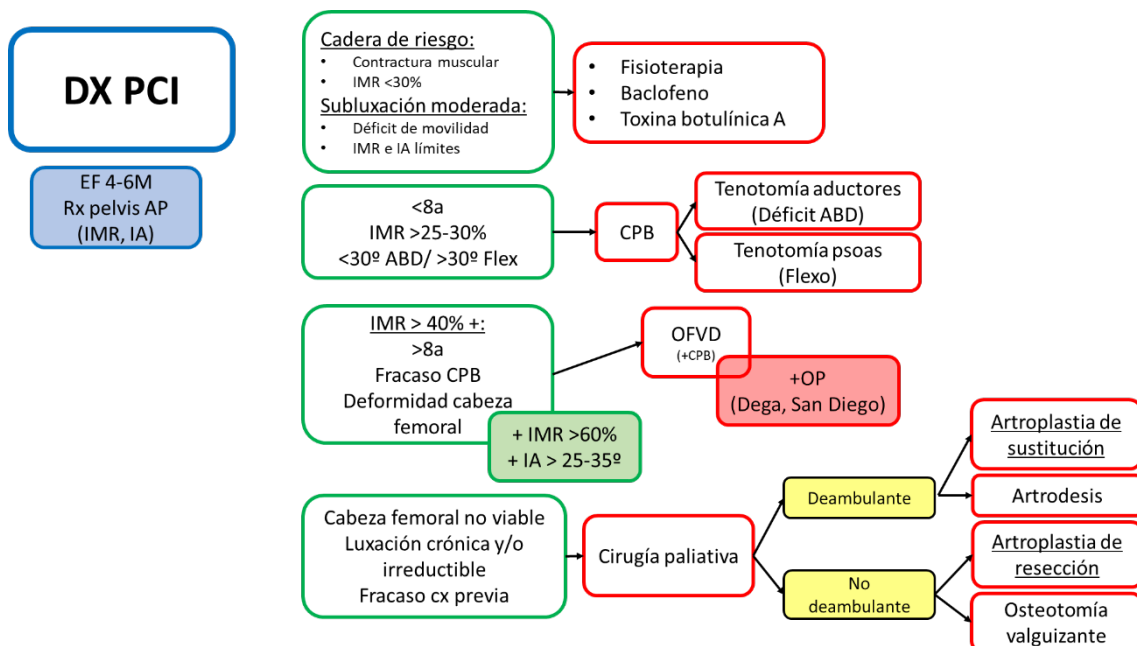 DX PCI
EF 4-6M
Rx pelvis AP
(IMR, IA)
Cadera de riesgo:
• Contractura muscular
• IMR <30%
Subluxación moderada:
• Déficit de movilidad
• IMR e IA límites
• Fisioterapia
• Baclofeno
• Toxina botulínica A
<8a
IMR >25-30%
<30º ABD/ >30º Flex
CPB
Tenotomía aductores
(Déficit ABD)
Tenotomía psoas
(Flexo)
IMR > 40% +:
>8a
Fracaso CPB
Deformidad cabeza
femoral
+ IMR >60%
+ IA > 25-35º
OFVD
(+CPB)
+OP
(Dega, San Diego)
Cabeza femoral no viable
Luxación crónica y/o
irreductible
Fracaso cx previa
Cirugía paliativa
Deambulante
Artroplastia de
sustitución
Artrodesis
No
deambulante
Artroplastia de
resección
Osteotomía
valguizante